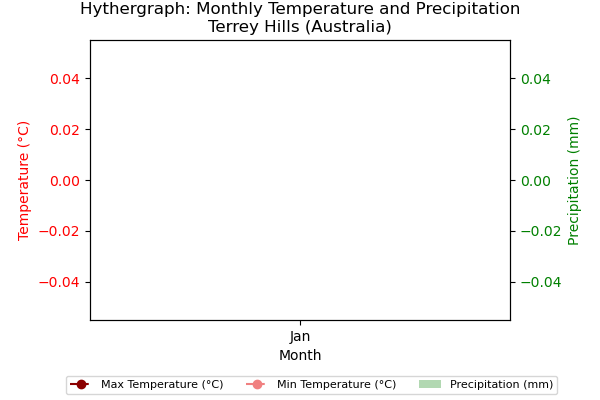 Hythergraph: Monthly Temperature and Precipitation
Terrey Hills (Australia)
Temperature (°C)
0.04
0.02
0.00
−0.02
−0.04
0.04
0.02
0.00
−0.02
−0.04
Precipitation (mm)
Jan
Month
Max Temperature (°C) Min Temperature (°C) Precipitation (mm)